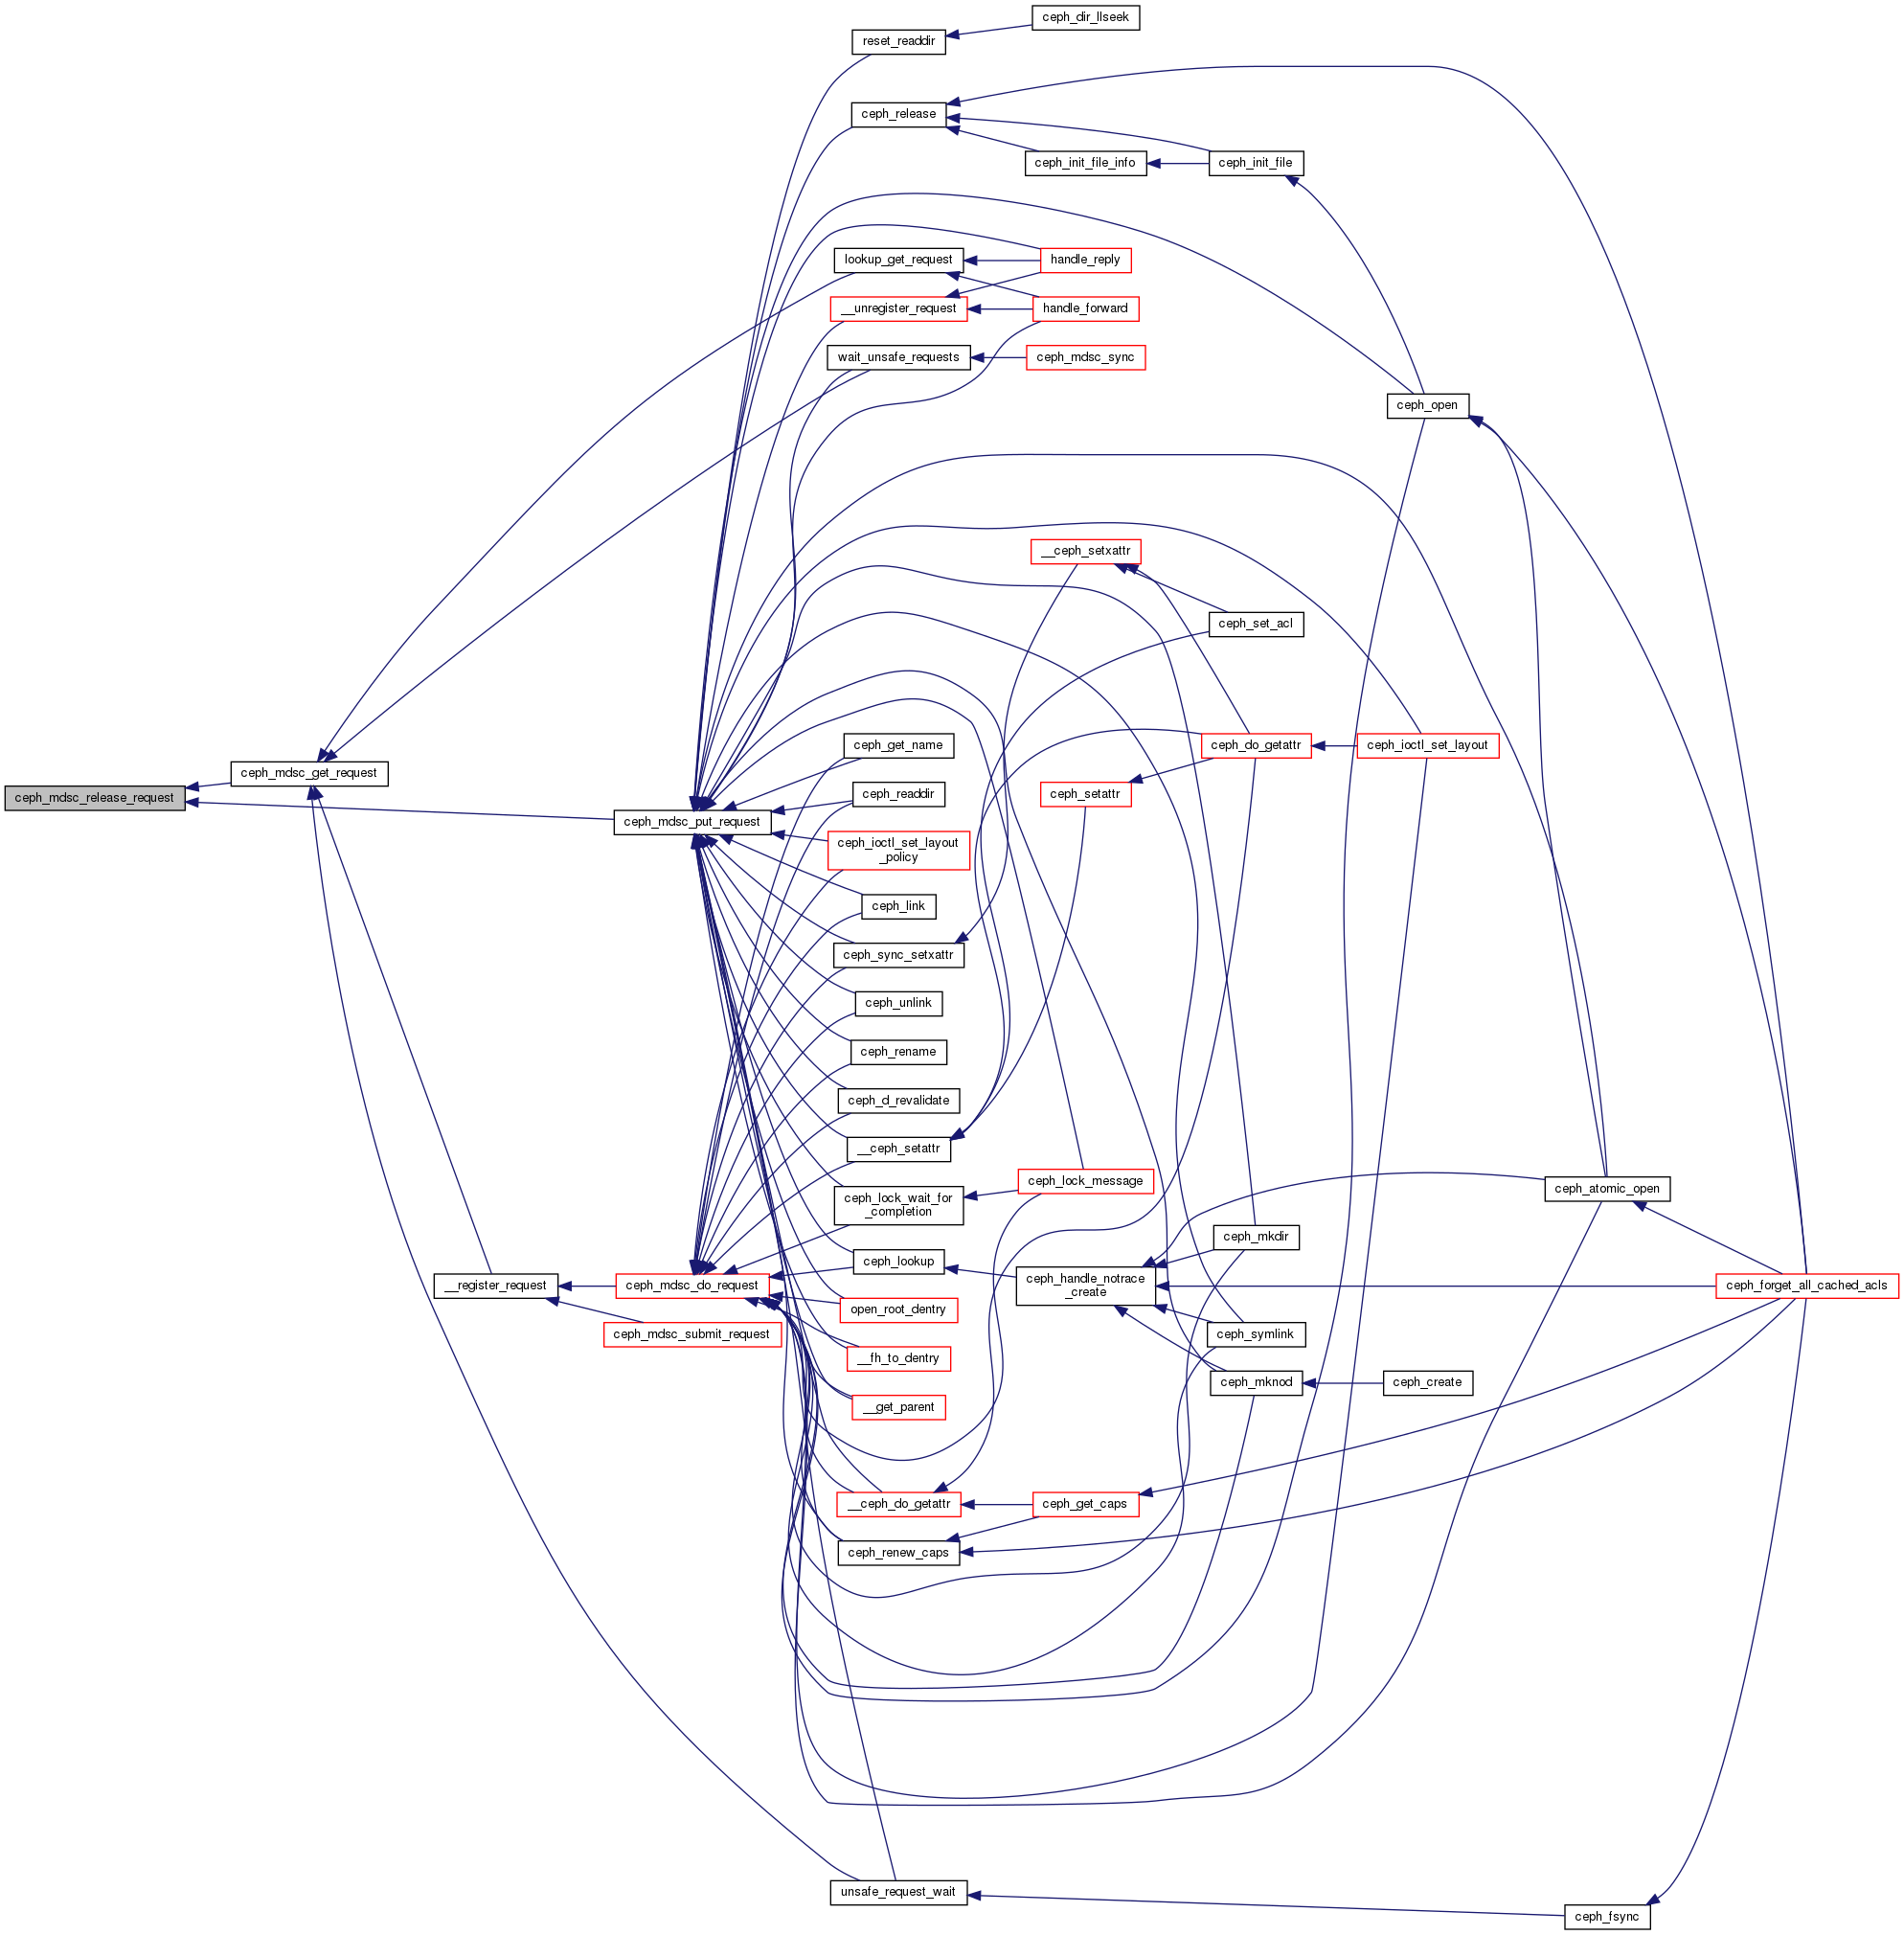 ceph_dir_llseek
reset_readdir
ceph_release
ceph_init_file_info
ceph_init_file
lookup_get_request
handle_reply
__unregister_request
handle_forward
wait_unsafe_requests
ceph_mdsc_sync
ceph_open
__ceph_setxattr
ceph_set_acl
ceph_get_name
ceph_do_getattr
ceph_ioctl_set_layout
ceph_mdsc_get_request
ceph_mdsc_release_request
ceph_readdir
ceph_setattr
ceph_mdsc_put_request
ceph_ioctl_set_layout
_policy
ceph_link
ceph_sync_setxattr
ceph_unlink
ceph_rename
ceph_d_revalidate
__ceph_setattr
ceph_lock_message
ceph_atomic_open
ceph_lock_wait_for
_completion
ceph_mkdir
ceph_lookup
ceph_handle_notrace
_create
__register_request
ceph_mdsc_do_request
ceph_forget_all_cached_acls
open_root_dentry
ceph_mdsc_submit_request
ceph_symlink
__fh_to_dentry
ceph_mknod
ceph_create
__get_parent
__ceph_do_getattr
ceph_get_caps
ceph_renew_caps
unsafe_request_wait
ceph_fsync